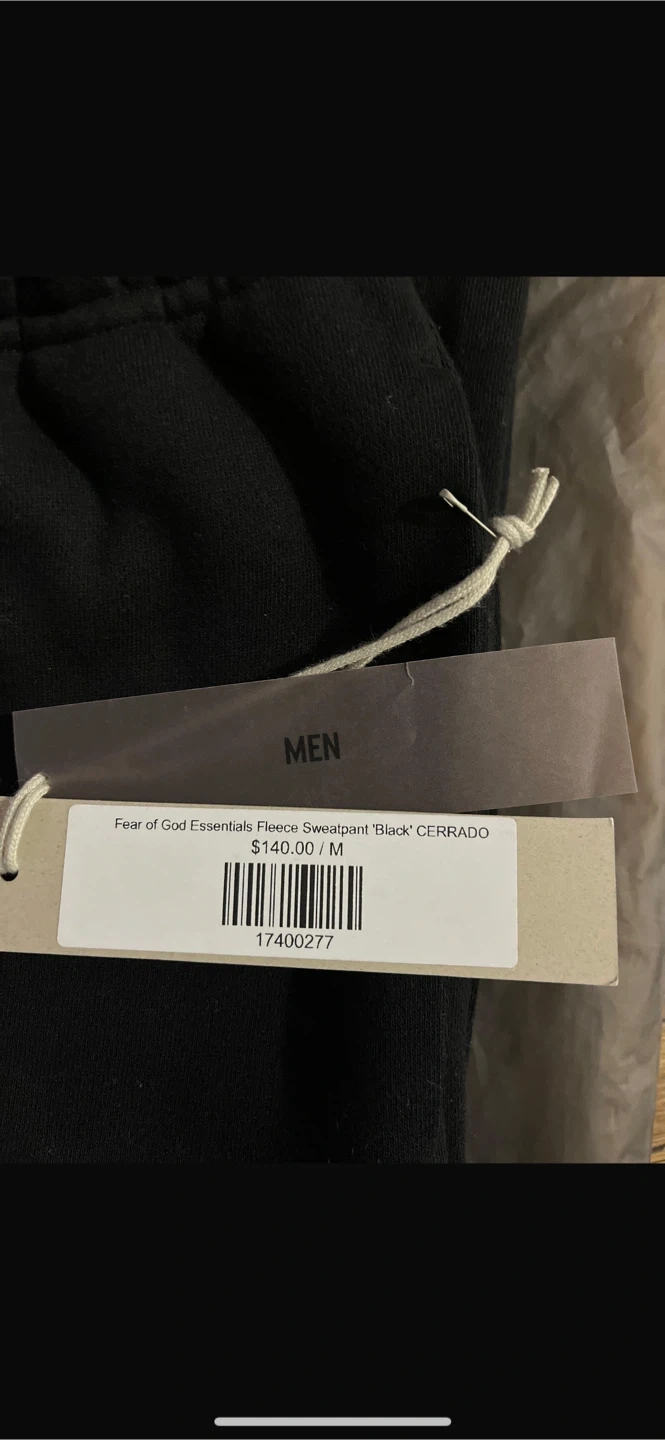 MEN
Fear of God Essentials Fleece Sweatpant 'Black' CERRADO
$140.00 / M
17400277